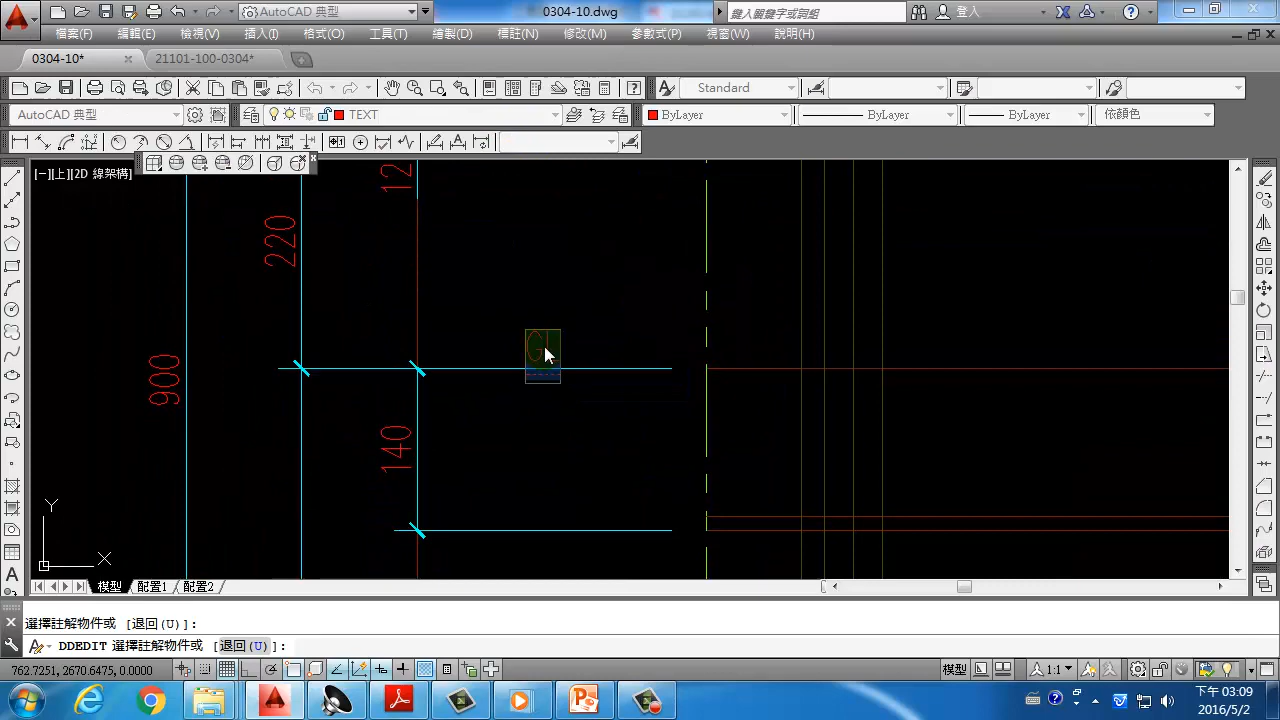 AutoCAD 典型
0304-10.dwg
鍵入關鍵字或詞組
登入
檔案(F)
編輯(E)
檢視(V)
插入(I)
格式(O)
工具(T)
繪製(D)
標註(N)
修改(M)
參數式(P)
視窗(W)
說明(H)
0304-10*
21101-100-0304*
Standard
AutoCAD 典型
TEXT
ByLayer
ByLayer
ByLayer
依顏色
[−][上][2D 線架構]
12
220
900
140
Y
X
模型
配置1
配置2
選擇註解物件或 [退回(U)]:
DDEDIT 選擇註解物件或 [退回(U)]:
762.7251, 2670.6475, 0.0000
模型
1:1
下午 03:09
2016/5/2